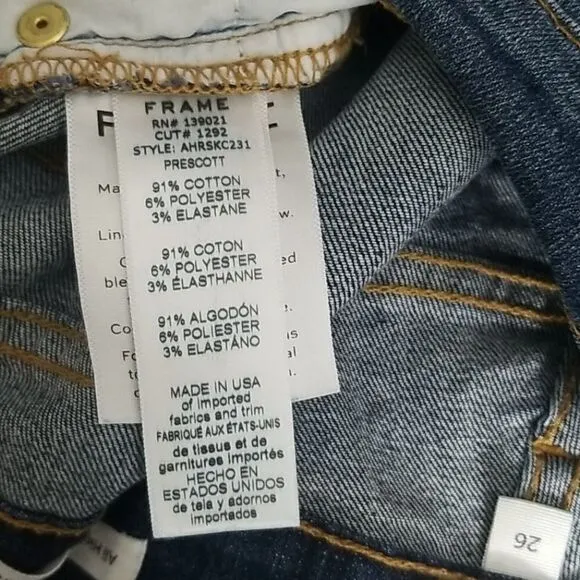 FRAME
RN# 139021
CUT# 1292
STYLE: AHRSKC231
PRESCOTT
91% COTTON
6% POLYESTER
3% ELASTANE
91% COTON
6% POLYESTER
3% ÉLASTHANNE
91% ALGODÓN
6% POLIESTER
3% ELASTANO
MADE IN USA
of imported
fabrics and trim
FABRIQUÉ AUX ÉTATS-UNIS
de tissus et de
garnitures importés
HECHO EN
ESTADOS UNIDOS
de tela y adornos
importados
26